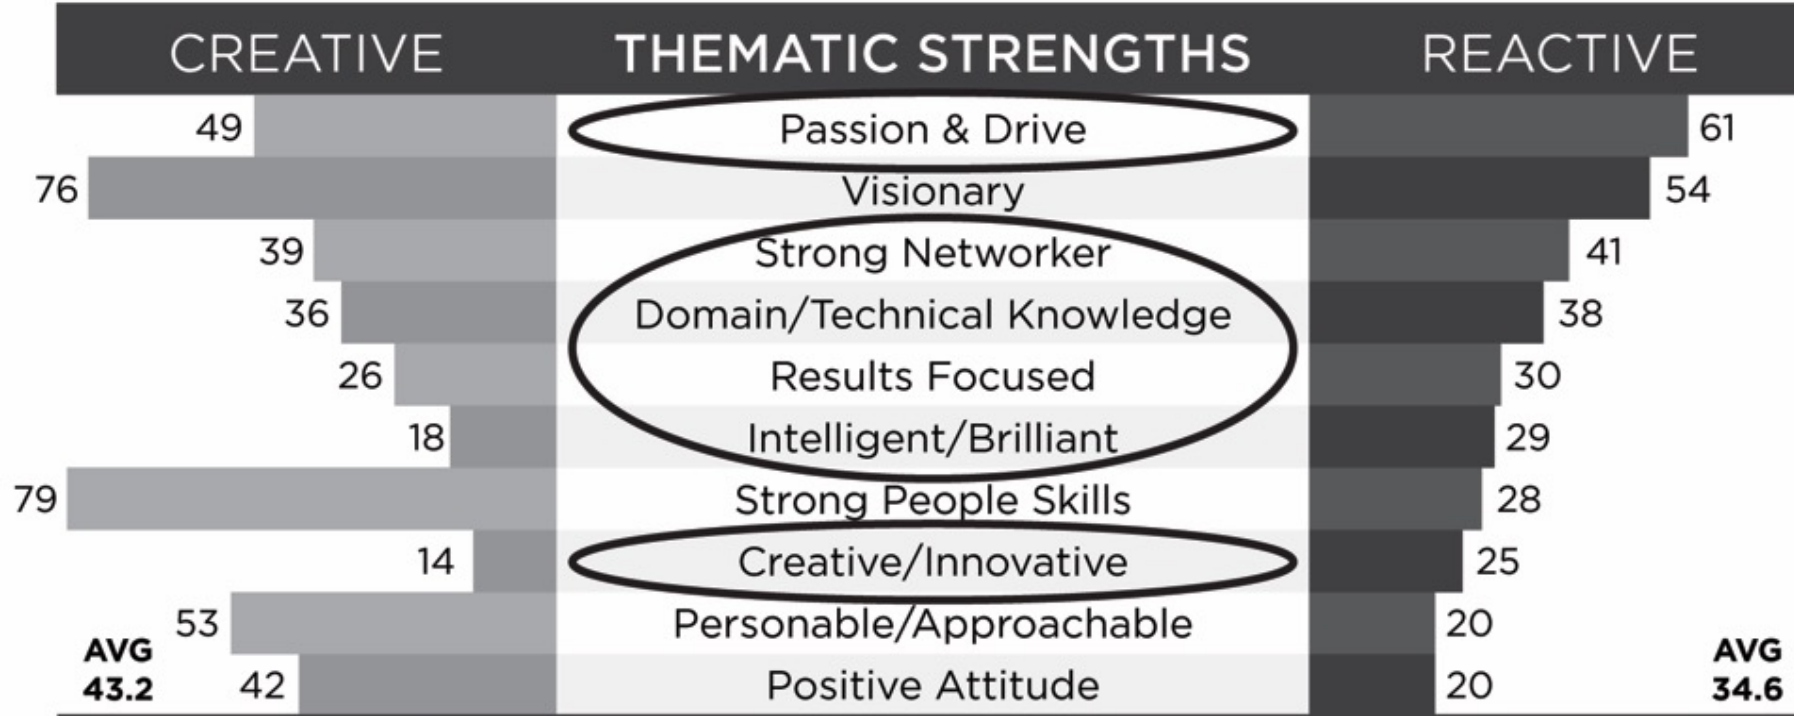 CREATIVE THEMATIC STRENGTHS REACTIVE
49 Passion & Drive 61
76 Visionary 54
39 Strong Networker 41
36 Domain/Technical Knowledge 38
26 Results Focused 30
18 Intelligent/Brilliant 29
79 Strong People Skills 28
14 Creative/Innovative 25
53 Personable/Approachable 20
AVG AVG
43.2 42 Positive Attitude 20 34.6